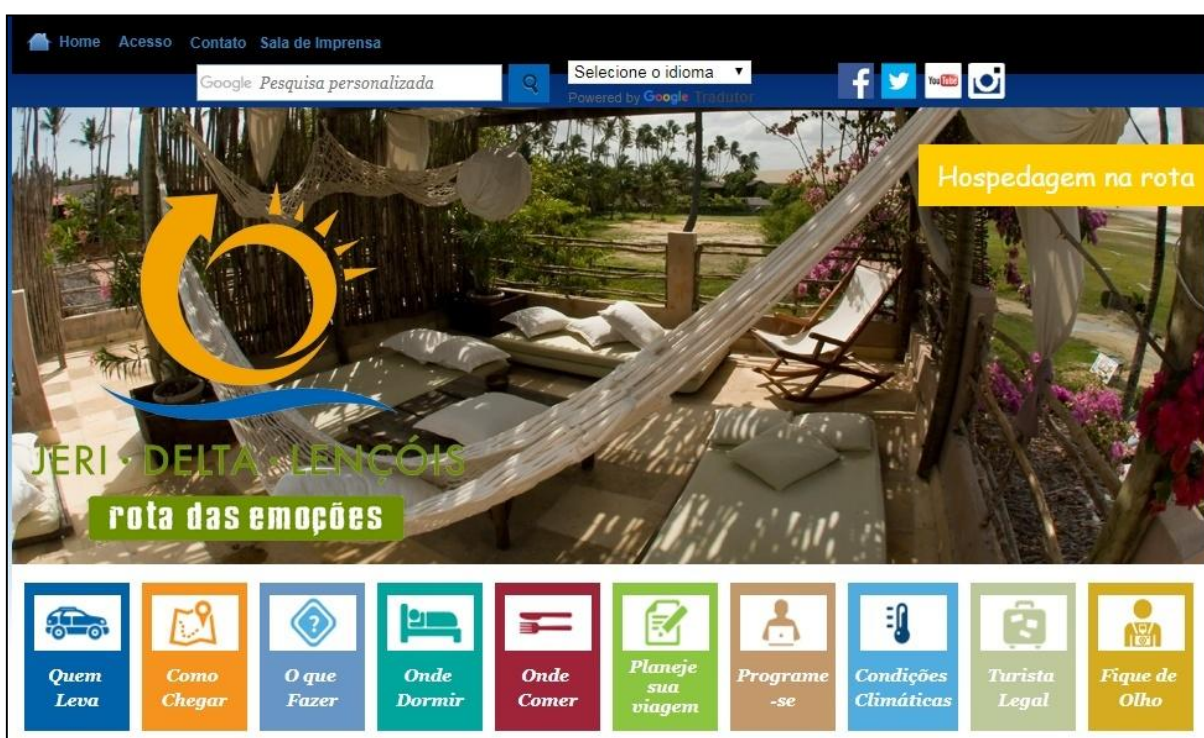 Home Acesso Contato Sala de Imprensa
Google Pesquisa personalizada
Selecione o idioma
Powered by Google Tradutor
You Tube
Hospedagem na rota
JERI · DELTA · LENÇÓIS
rota das emoções
Quem
Leva
Como
Chegar
O que
Fazer
Onde
Dormir
Onde
Comer
Planeje
sua
viagem
Programe
-se
Condições
Climáticas
Turista
Legal
Fique de
Olho